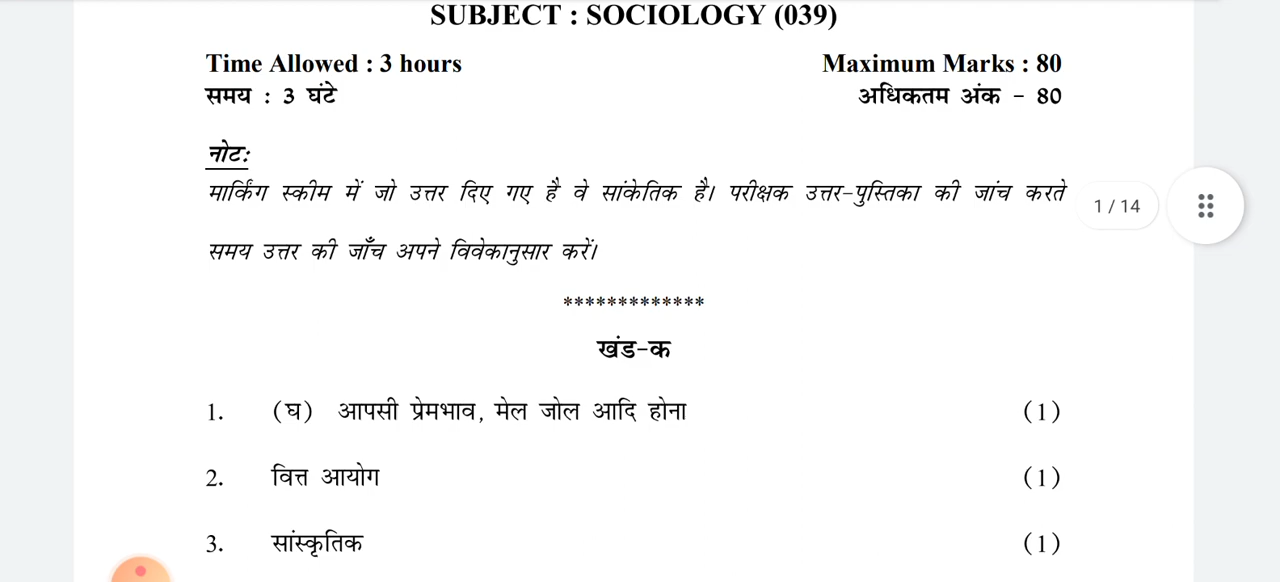 SUBJECT : SOCIOLOGY (039)
Time Allowed : 3 hours Maximum Marks : 80
समय : 3 घंटे अधिकतम अंक - 80
नोटः
मार्किंग स्कीम में जो उत्तर दिए गए है वे सांकेतिक है। परीक्षक उत्तर-पुस्तिका की जांच करते
1 / 14
समय उत्तर की जाँच अपने विवेकानुसार करें।
*************
खंड-क
1. (घ) आपसी प्रेमभाव, मेल जोल आदि होना (1)
2. वित्त आयोग (1)
3. सांस्कृतिक (1)